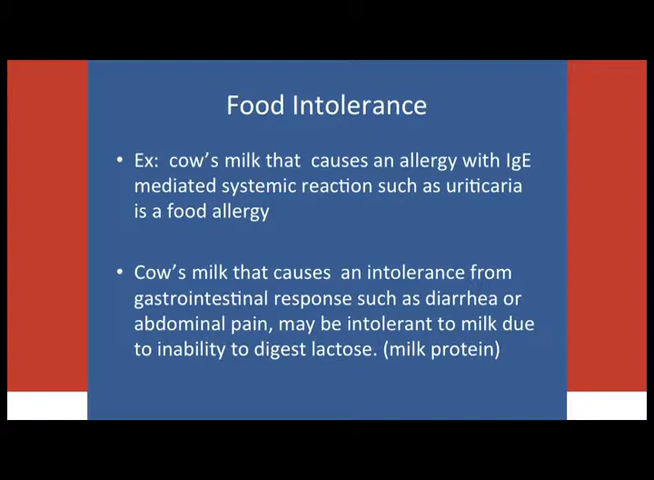 Food Intolerance
• Ex: cow's milk that causes an allergy with IgE
mediated systemic reaction such as uriticaria
is a food allergy
• Cow's milk that causes an intolerance from
gastrointestinal response such as diarrhea or
abdominal pain, may be intolerant to milk due
to inability to digest lactose. (milk protein)